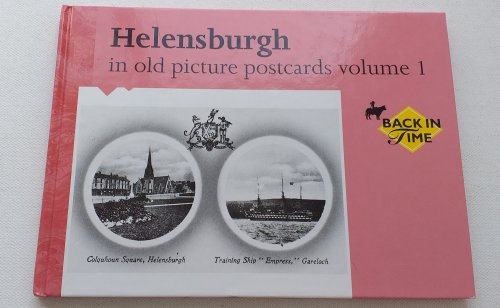 Helensburgh
in old picture postcards volume 1
BACK IN
TIME
Colquhoun Square, Helensburgh
Training Ship "Empress," Gareloch